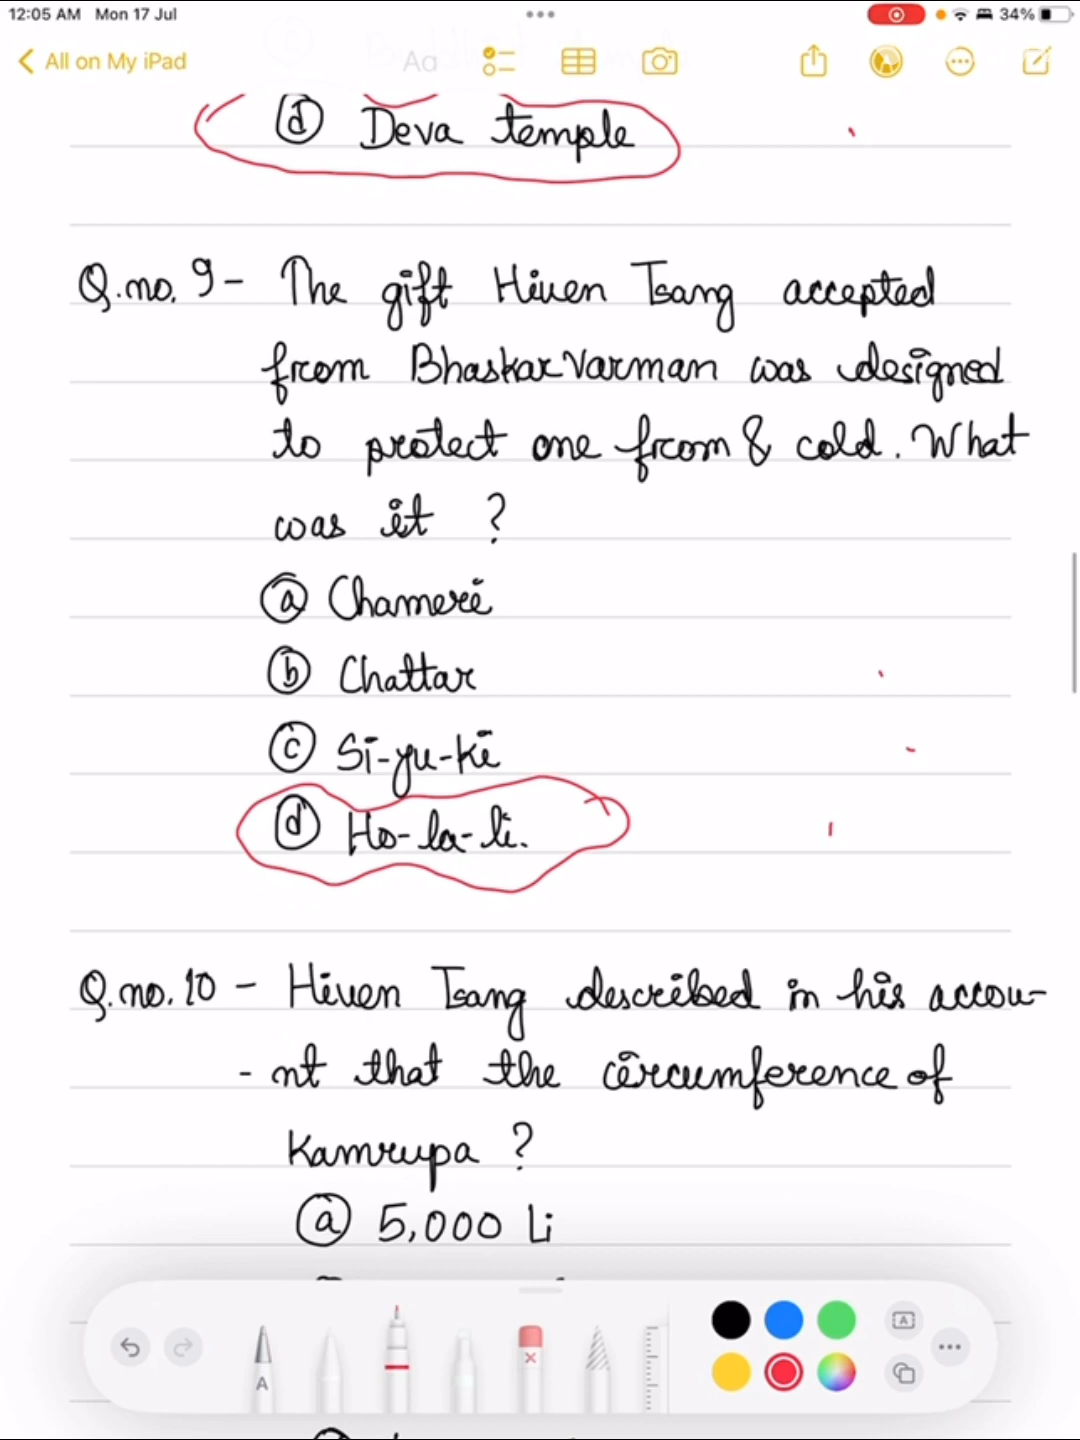 12:05 AM Mon 17 Jul
34%
All on My iPad
Aa
(d) Deva temple
Q.no. 9 - The gift Hiuen Tsang accepted
from BhaskarVarman was designed
to protect one from & cold. What
was it ?
(a) Chameri
(b) Chattar
(c) Si-yu-ki
(d) Ho-la-li.
Q.no. 10 - Hiuen Tsang described in his accou-
- nt that the circumference of
Kamrupa ?
(a) 5,000 Li
A
A